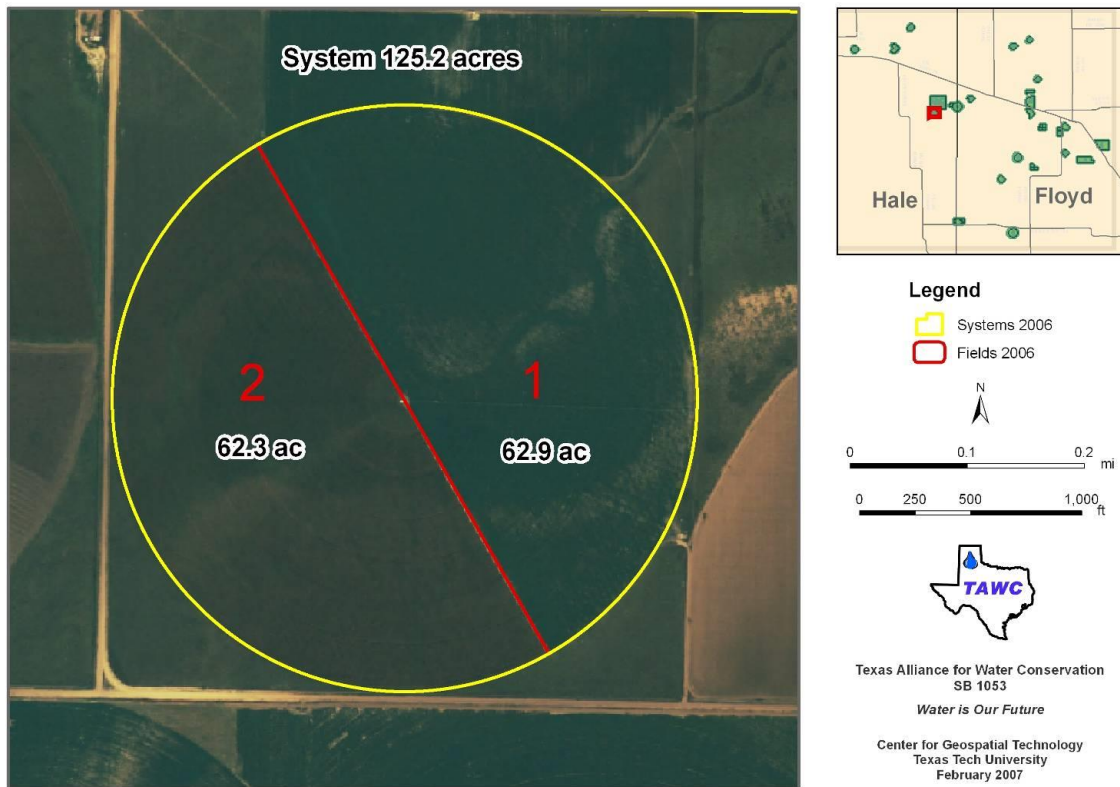 System 125.2 acres
2
62.3 ac
1
62.9 ac
Hale
Floyd
Legend
Systems 2006
Fields 2006
N
0 0.1 0.2
mi
0 250 500 1,000
ft
TAWC
Texas Alliance for Water Conservation
SB 1053
Water is Our Future
Center for Geospatial Technology
Texas Tech University
February 2007